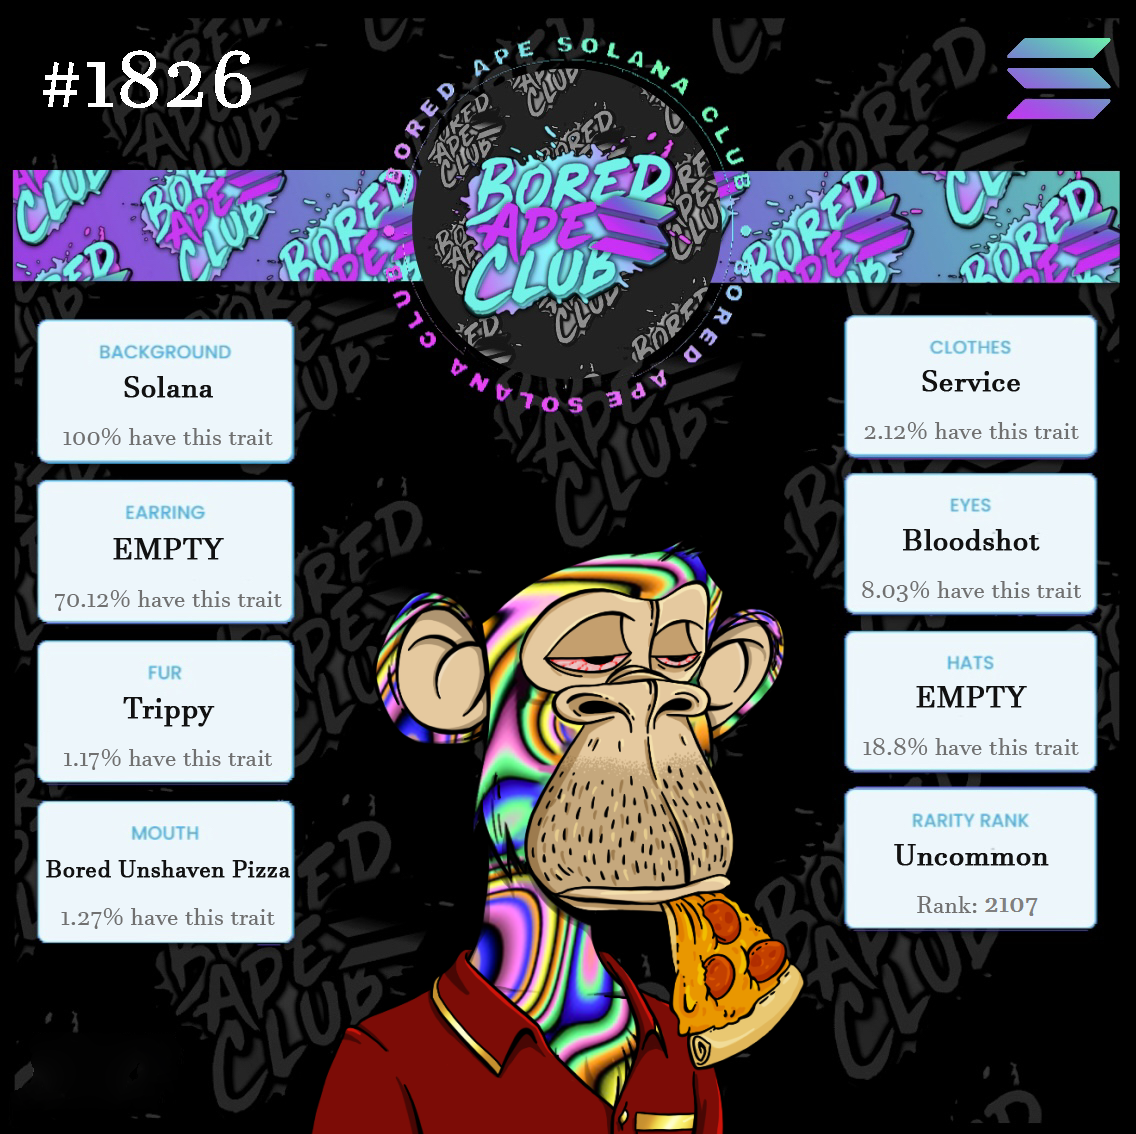 #1826
BORED APE SOLANA CLUB
BORED APE SOLANA CLUB
BORED
APE
CLUB
BACKGROUND
Solana
100% have this trait
EARRING
EMPTY
70.12% have this trait
FUR
Trippy
1.17% have this trait
MOUTH
Bored Unshaven Pizza
1.27% have this trait
CLOTHES
Service
2.12% have this trait
EYES
Bloodshot
8.03% have this trait
HATS
EMPTY
18.8% have this trait
RARITY RANK
Uncommon
Rank: 2107